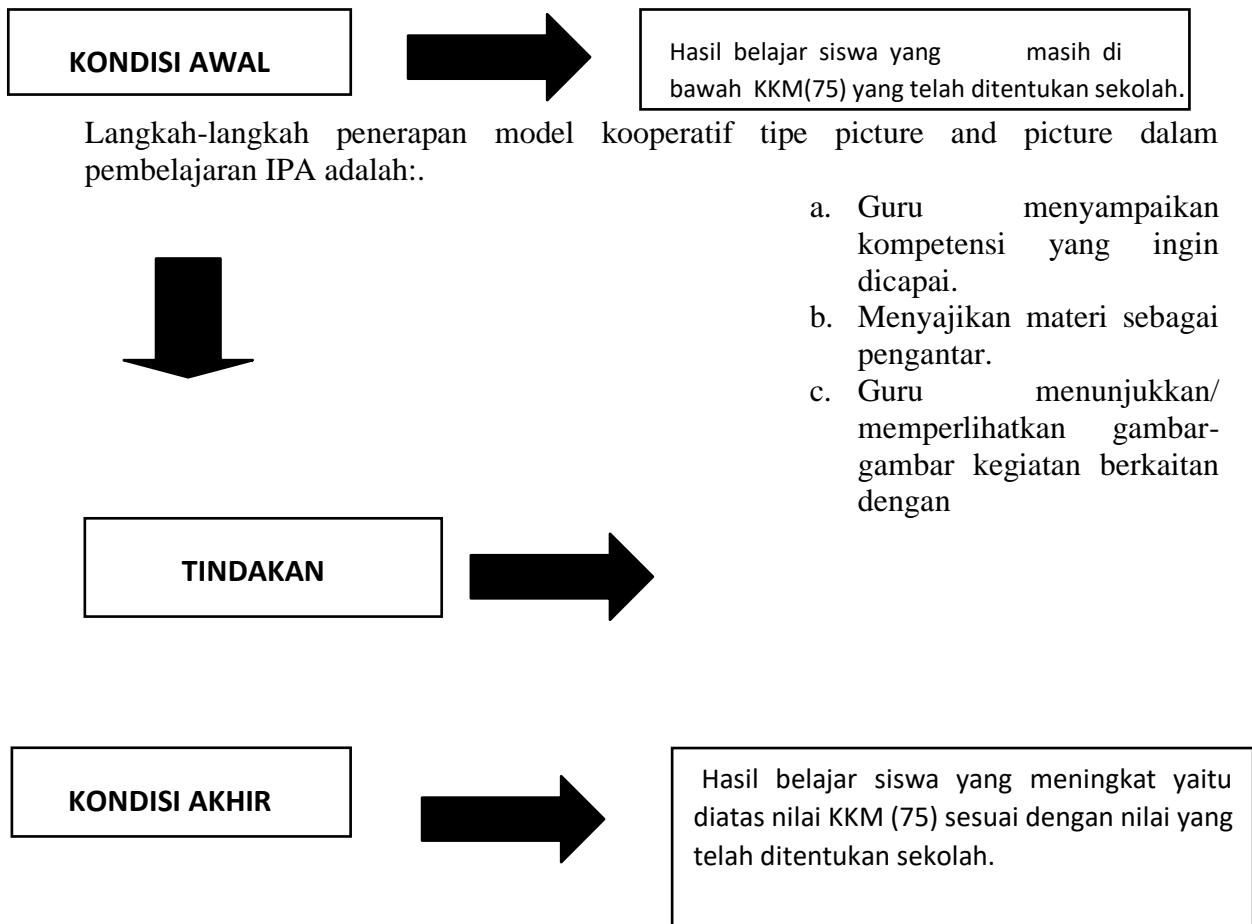 KONDISI AWAL
Hasil belajar siswa yang masih di
bawah KKM(75) yang telah ditentukan sekolah.
Langkah-langkah penerapan model kooperatif tipe picture and picture dalam
pembelajaran IPA adalah:.
a. Guru menyampaikan
kompetensi yang ingin
dicapai.
b. Menyajikan materi sebagai
pengantar.
c. Guru menunjukkan/
memperlihatkan gambar-
gambar kegiatan berkaitan
dengan
TINDAKAN
KONDISI AKHIR
Hasil belajar siswa yang meningkat yaitu
diatas nilai KKM (75) sesuai dengan nilai yang
telah ditentukan sekolah.